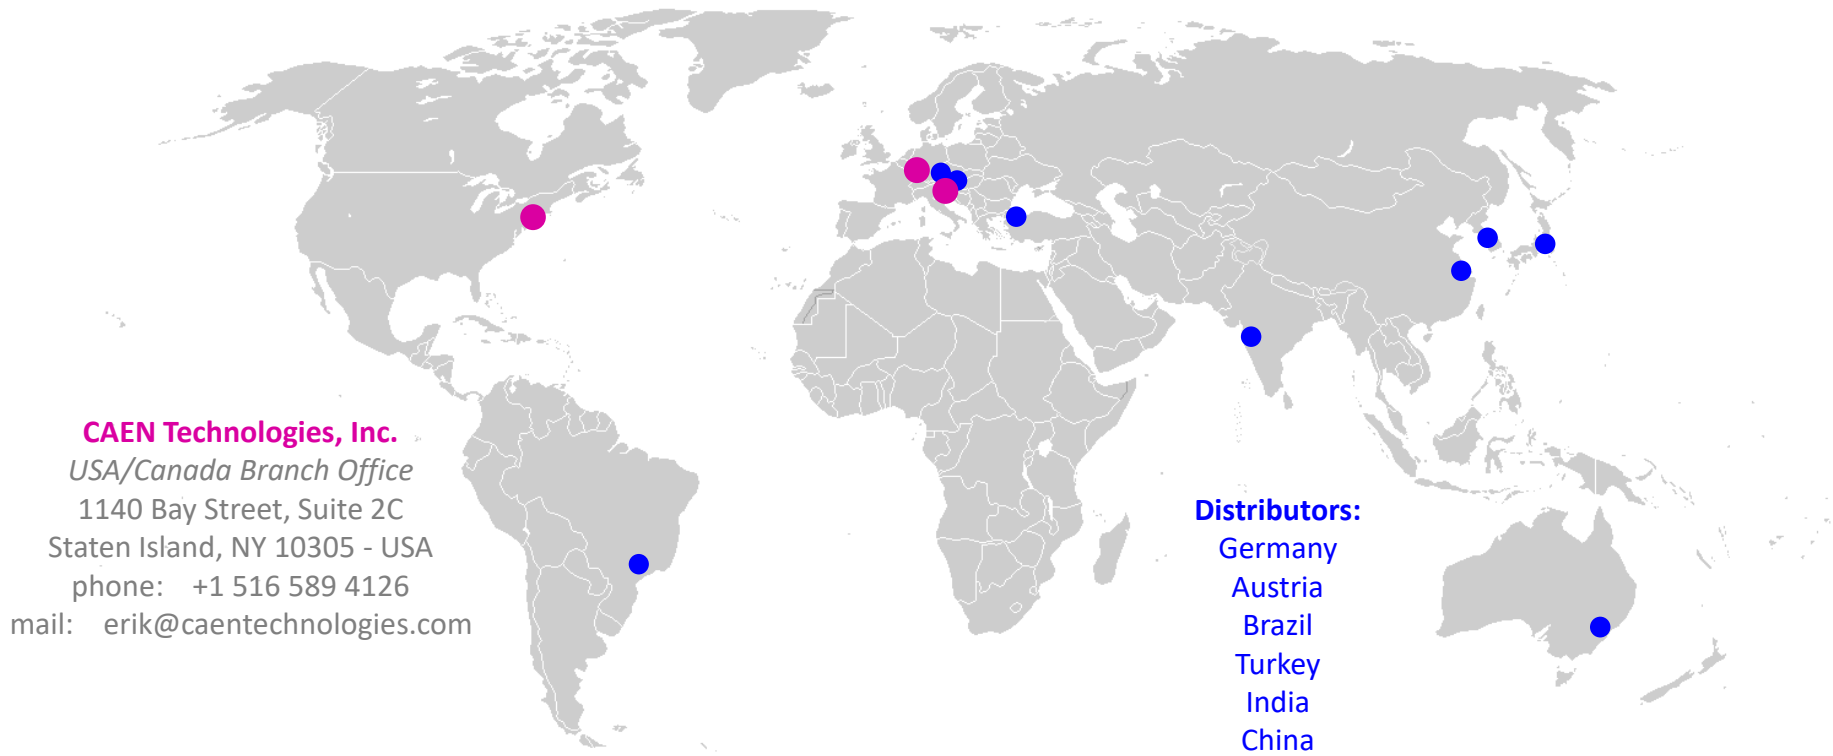 CAEN Technologies, Inc.
USA/Canada Branch Office
1140 Bay Street, Suite 2C
Staten Island, NY 10305 - USA
phone: +1 516 589 4126
mail: erik@caentechnologies.com
Distributors:
Germany
Austria
Brazil
Turkey
India
China